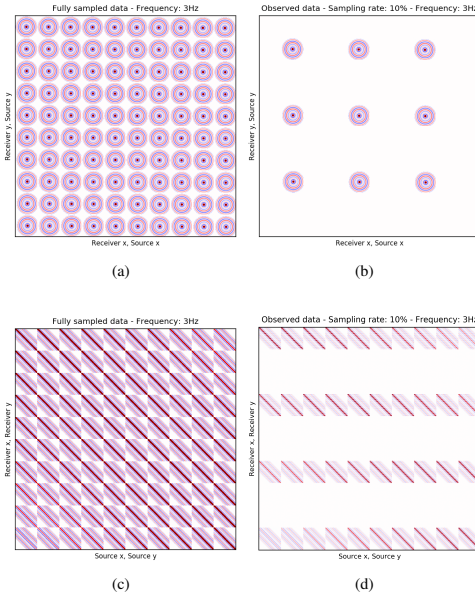 Fully sampled data - Frequency: 3Hz
Observed data - Sampling rate: 10% - Frequency: 3Hz
Receiver y, Source y
Receiver y, Source y
Receiver x, Source x
Receiver x, Source x
(a)
(b)
Fully sampled data - Frequency: 3Hz
Observed data - Sampling rate: 10% - Frequency: 3Hz
Receiver x, Receiver y
Receiver x, Receiver y
Source x, Source y
Source x, Source y
(c)
(d)